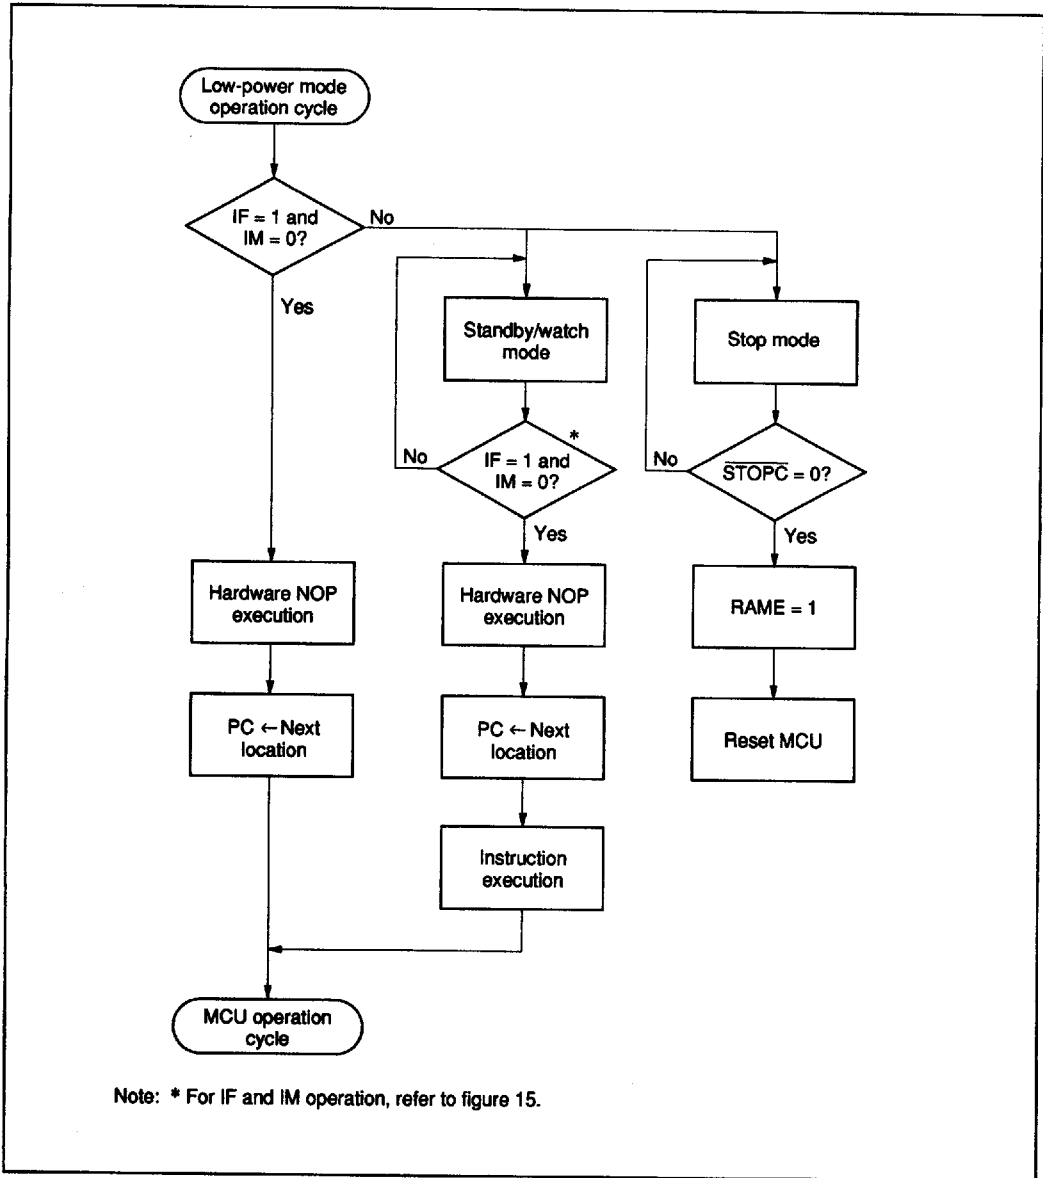 Low-power mode
operation cycle
IF = 1 and
IM = 0?
No
Yes
Standby/watch
mode
Stop mode
*
IF = 1 and
IM = 0?
No
Yes
STOPC = 0?
No
Yes
Hardware NOP
execution
Hardware NOP
execution
RAME = 1
PC ← Next
location
PC ← Next
location
Reset MCU
Instruction
execution
MCU operation
cycle
Note: * For IF and IM operation, refer to figure 15.